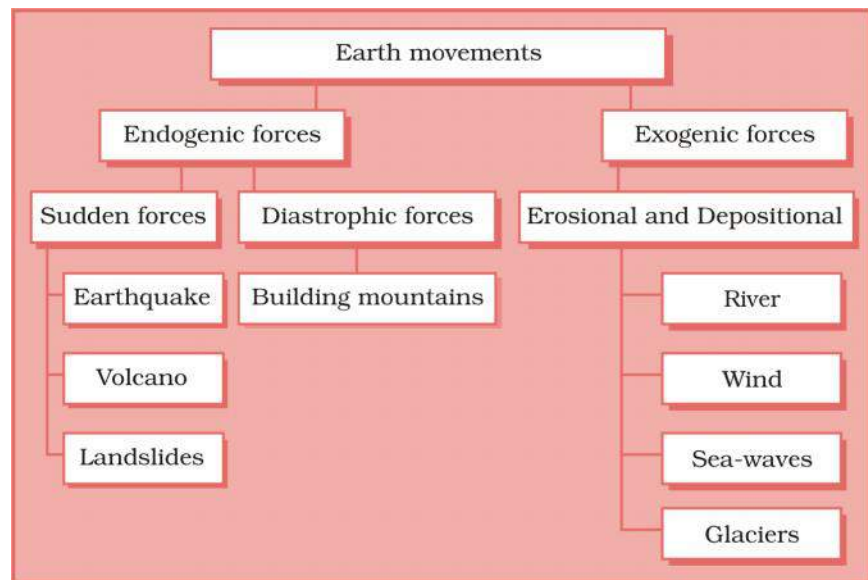 Earth movements
Endogenic forces
Exogenic forces
Sudden forces
Diastrophic forces
Erosional and Depositional
Earthquake
Building mountains
River
Volcano
Wind
Landslides
Sea-waves
Glaciers